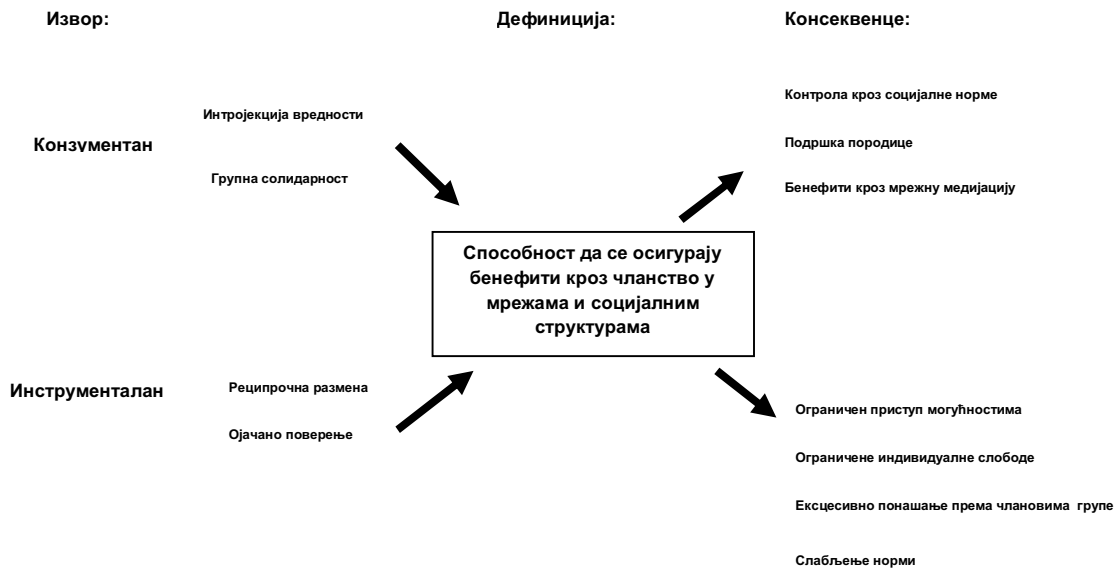 Извор:
Дефиниција:
Консеквенце:
Конзументан
Интројекција вредности
Групна солидарност
Контрола кроз социјалне норме
Подршка породице
Бенефити кроз мрежну медијацију
Способност да се осигурају
бенефити кроз чланство у
мрежама и социјалним
структурама
Инструменталан
Реципрочна размена
Ојачано поверење
Ограничен приступ могућностима
Ограничене индивидуалне слободе
Ексцесивно понашање према члановима групе
Слабљење норми